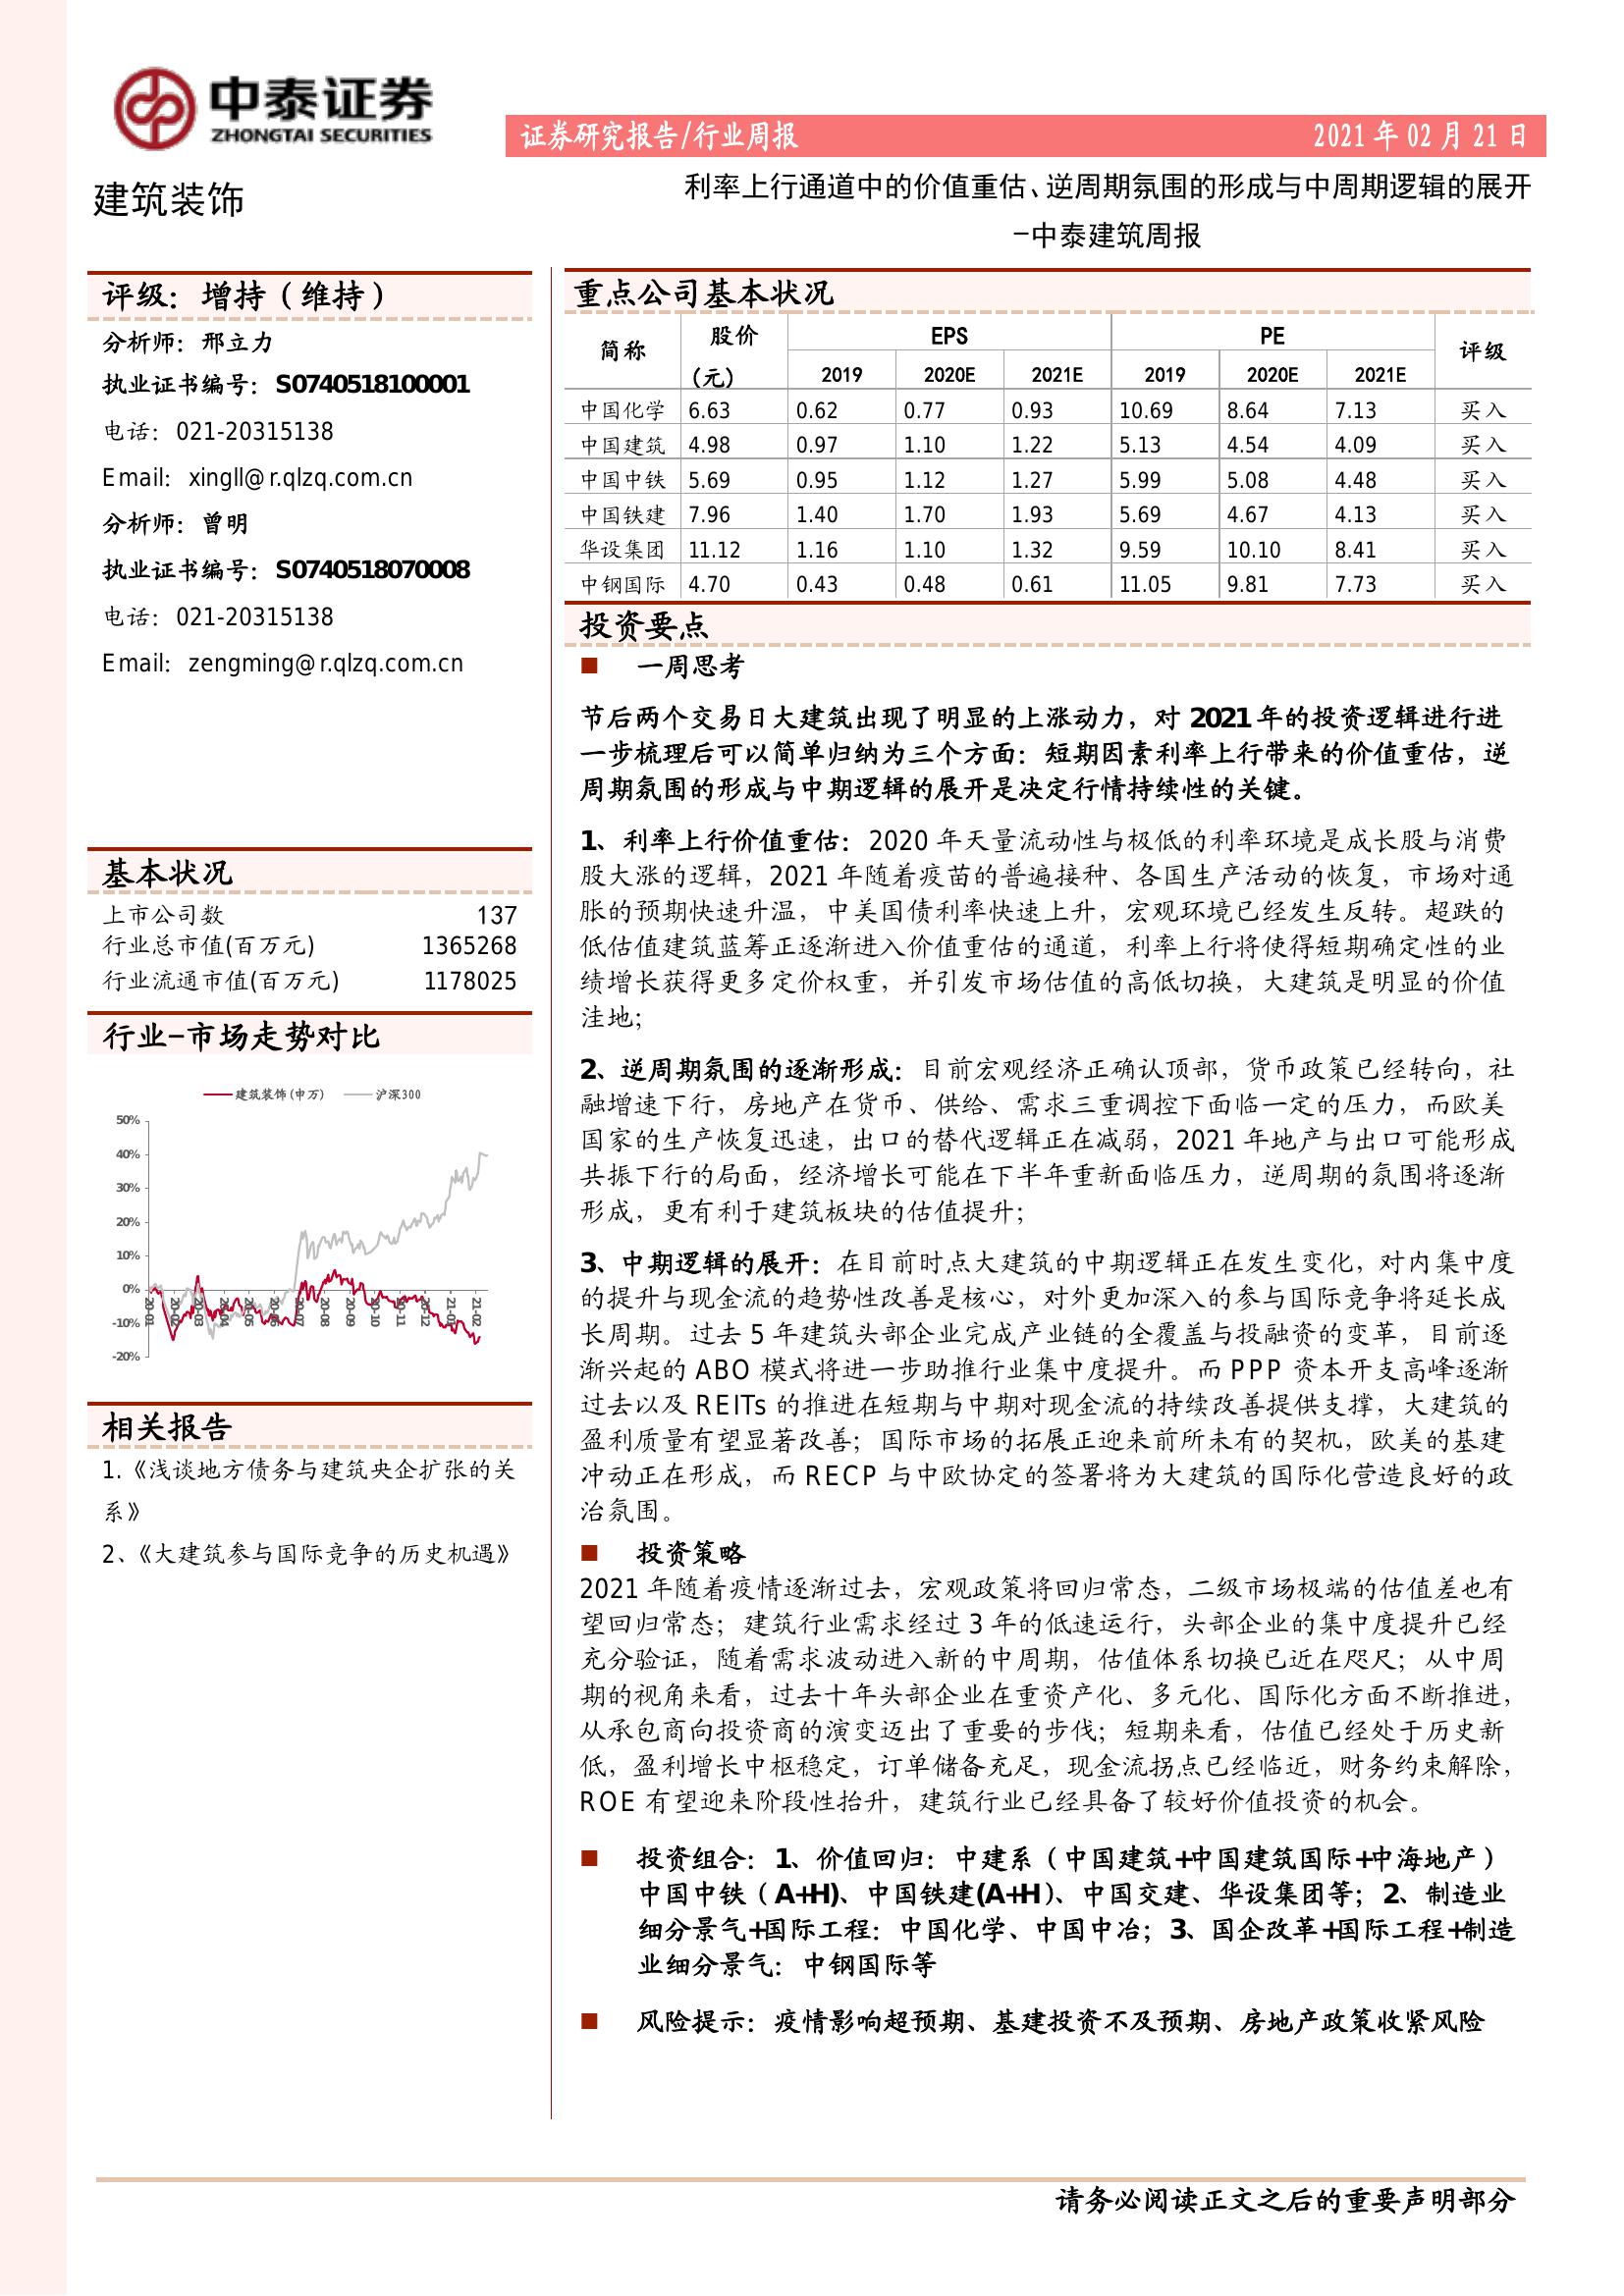 中泰证券
ZHONGTAI SECURITIES
证券研究报告/行业周报 2021 年 02 月 21 日
建筑装饰
利率上行通道中的价值重估、逆周期氛围的形成与中周期逻辑的展开
-中泰建筑周报
评级：增持（维持）
分析师：邢立力
执业证书编号：S0740518100001
电话：021-20315138
Email：xingll@r.qlzq.com.cn
分析师：曾明
执业证书编号：S0740518070008
电话：021-20315138
Email：zengming@r.qlzq.com.cn
基本状况
上市公司数 137
行业总市值(百万元) 1365268
行业流通市值(百万元) 1178025
行业-市场走势对比
建筑装饰(申万) 沪深300
50%
40%
30%
20%
10%
0%
-10%
-20%
20-01 20-02 20-03 20-04 20-05 20-06 20-07 20-08 20-09 20-10 20-11 20-12 21-01 21-02
相关报告
1.《浅谈地方债务与建筑央企扩张的关
系》
2、《大建筑参与国际竞争的历史机遇》
重点公司基本状况
简称 股价 EPS PE 评级
(元) 2019 2020E 2021E 2019 2020E 2021E
中国化学 6.63 0.62 0.77 0.93 10.69 8.64 7.13 买入
中国建筑 4.98 0.97 1.10 1.22 5.13 4.54 4.09 买入
中国中铁 5.69 0.95 1.12 1.27 5.99 5.08 4.48 买入
中国铁建 7.96 1.40 1.70 1.93 5.69 4.67 4.13 买入
华设集团 11.12 1.16 1.10 1.32 9.59 10.10 8.41 买入
中钢国际 4.70 0.43 0.48 0.61 11.05 9.81 7.73 买入
投资要点
■ 一周思考
节后两个交易日大建筑出现了明显的上涨动力，对 2021 年的投资逻辑进行进
一步梳理后可以简单归纳为三个方面：短期因素利率上行带来的价值重估，逆
周期氛围的形成与中期逻辑的展开是决定行情持续性的关键。
1、利率上行价值重估：2020 年天量流动性与极低的利率环境是成长股与消费
股大涨的逻辑，2021 年随着疫苗的普遍接种、各国生产活动的恢复，市场对通
胀的预期快速升温，中美国债利率快速上升，宏观环境已经发生反转。超跌的
低估值建筑蓝筹正逐渐进入价值重估的通道，利率上行将使得短期确定性的业
绩增长获得更多定价权重，并引发市场估值的高低切换，大建筑是明显的价值
洼地；
2、逆周期氛围的逐渐形成：目前宏观经济正确认顶部，货币政策已经转向，社
融增速下行，房地产在货币、供给、需求三重调控下面临一定的压力，而欧美
国家的生产恢复迅速，出口的替代逻辑正在减弱，2021 年地产与出口可能形成
共振下行的局面，经济增长可能在下半年重新面临压力，逆周期的氛围将逐渐
形成，更有利于建筑板块的估值提升；
3、中期逻辑的展开：在目前时点大建筑的中期逻辑正在发生变化，对内集中度
的提升与现金流的趋势性改善是核心，对外更加深入的参与国际竞争将延长成
长周期。过去 5 年建筑头部企业完成产业链的全覆盖与投融资的变革，目前逐
渐兴起的 ABO 模式将进一步助推行业集中度提升。而 PPP 资本开支高峰逐渐
过去以及 REITs 的推进在短期与中期对现金流的持续改善提供支撑，大建筑的
盈利质量有望显著改善；国际市场的拓展正迎来前所未有的契机，欧美的基建
冲动正在形成，而 RECP 与中欧协定的签署将为大建筑的国际化营造良好的政
治氛围。
■ 投资策略
2021 年随着疫情逐渐过去，宏观政策将回归常态，二级市场极端的估值差也有
望回归常态；建筑行业需求经过 3 年的低速运行，头部企业的集中度提升已经
充分验证，随着需求波动进入新的中周期，估值体系切换已近在咫尺；从中周
期的视角来看，过去十年头部企业在重资产化、多元化、国际化方面不断推进，
从承包商向投资商的演变迈出了重要的步伐；短期来看，估值已经处于历史新
低，盈利增长中枢稳定，订单储备充足，现金流拐点已经临近，财务约束解除，
ROE 有望迎来阶段性抬升，建筑行业已经具备了较好价值投资的机会。
■ 投资组合：1、价值回归：中建系（中国建筑+中国建筑国际+中海地产）
中国中铁（A+H)、中国铁建(A+H)、中国交建、华设集团等；2、制造业
细分景气+国际工程：中国化学、中国中冶；3、国企改革+国际工程+制造
业细分景气：中钢国际等
■ 风险提示：疫情影响超预期、基建投资不及预期、房地产政策收紧风险
请务必阅读正文之后的重要声明部分